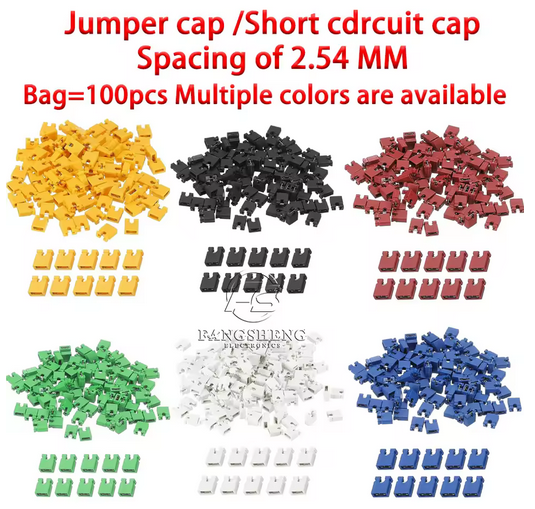 Jumper cap /Short cdrcuit cap
Spacing of 2.54 MM
Bag=100pcs Multiple colors are available
FANGSHENG
ELECTRONICS